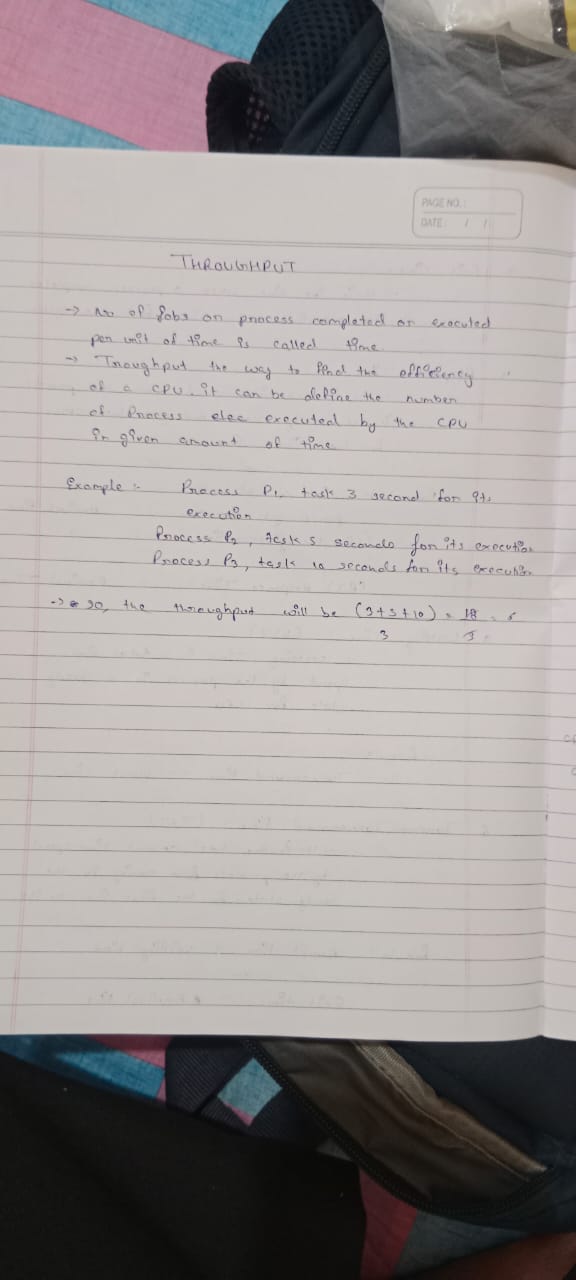 PAGE NO.:
DATE: / /
THROUGHPUT
-> No of Jobs on process completed or executed
per unit of time is called time.
-> Troughput the way to find the efficiency
of a CPU. it can be define the number
of Process executed by the CPU
in given amount of time
Example :- Process P1, task 3 second for its
execution
Process P2, task 5 seconds for its execution
Process P3, task 10 seconds for its execution
-> so, the throughput will be (3+5+10) = 18 = 6
3 3